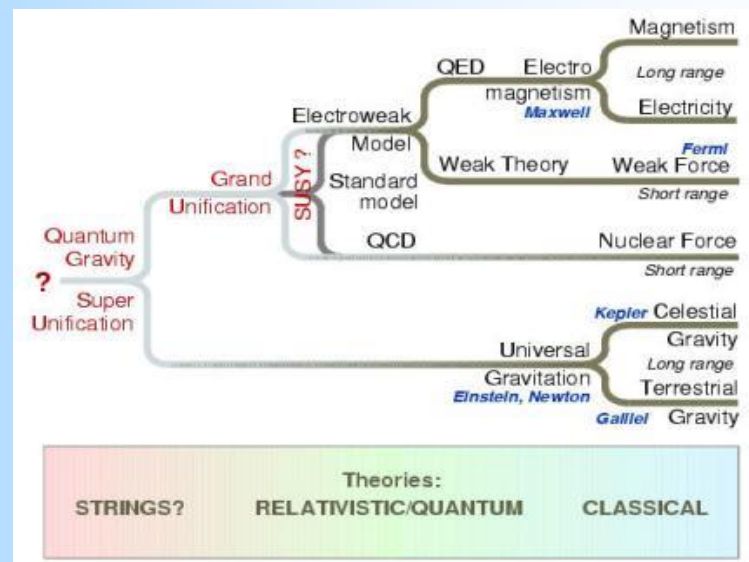 Magnetism
QED Electro
Long range
magnetism
Maxwell
Electricity
Electroweak
Model
Fermi
Weak Theory Weak Force
Short range
SUSY ?
Grand
Unification
Standard
model
QCD Nuclear Force
Short range
Quantum
Gravity
?
Super
Unification
Kepler Celestial
Gravity
Universal
Long range
Gravitation
Terrestrial
Einstein, Newton
Galilei Gravity
Theories:
STRINGS? RELATIVISTIC/QUANTUM CLASSICAL